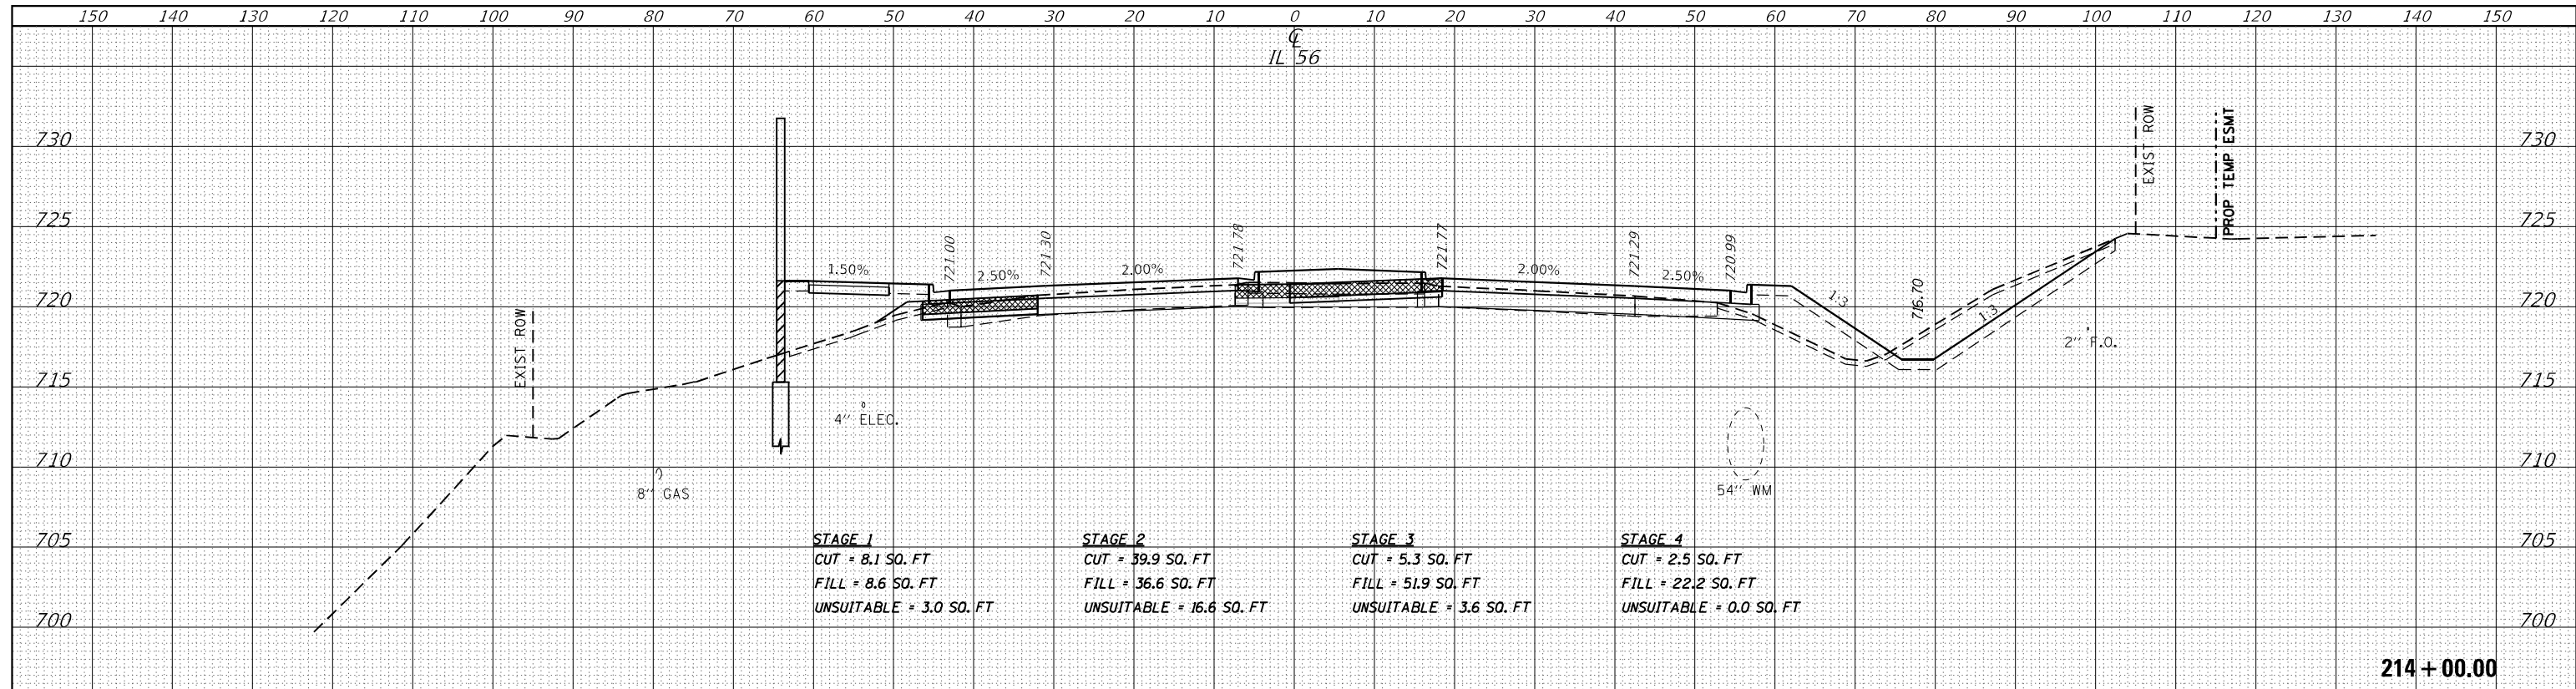 150 140 130 120 110 100 90 80 70 60 50 40 30 20 10 0 10 20 30 40 50 60 70 80 90 100 110 120 130 140 150
℄
IL 56
730 730
EXIST ROW
PROP TEMP ESMT
725 725
721.00
721.30
721.78
721.77
721.29
720.99
716.70
1.50%
2.50%
2.00%
2.00%
2.50%
1:3
1:3
720 720
EXIST ROW
2'' F.O.
715 715
4'' ELEC.
710 710
8'' GAS
54'' WM
705 705
STAGE 1
CUT = 8.1 SQ. FT
FILL = 8.6 SQ. FT
UNSUITABLE = 3.0 SQ. FT
STAGE 2
CUT = 39.9 SQ. FT
FILL = 36.6 SQ. FT
UNSUITABLE = 16.6 SQ. FT
STAGE 3
CUT = 5.3 SQ. FT
FILL = 51.9 SQ. FT
UNSUITABLE = 3.6 SQ. FT
STAGE 4
CUT = 2.5 SQ. FT
FILL = 22.2 SQ. FT
UNSUITABLE = 0.0 SQ. FT
700 700
214+00.00